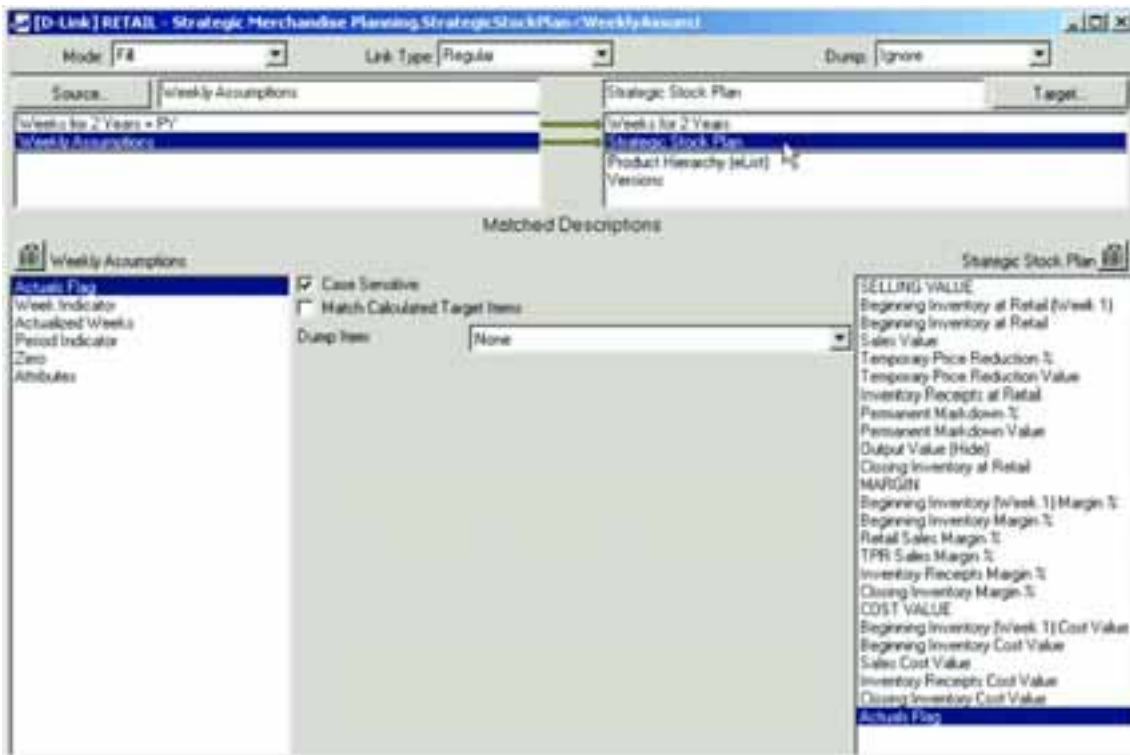 [D-Link] RETAIL - Strategic Merchandise Planning.StrategicStockPlan<WeeklyAssum>
Mode: Fill Link Type: Regular Dump: Ignore
Source... Weekly Assumptions Strategic Stock Plan Target...
Weeks for 2 Years + PY Weeks for 2 Years
Weekly Assumptions Strategic Stock Plan
Product Hierarchy (eList)
Versions
Matched Descriptions
Weekly Assumptions Strategic Stock Plan
Actuals Flag Case Sensitive SELLING VALUE
Week Indicator Match Calculated Target Items Beginning Inventory at Retail (Week 1)
Actualized Weeks Beginning Inventory at Retail
Period Indicator Dump Item None Sales Value
Zero Temporary Price Reduction %
Attributes Temporary Price Reduction Value
Inventory Receipts at Retail
Permanent Markdown %
Permanent Markdown Value
Output Value (Hide)
Closing Inventory at Retail
MARGIN
Beginning Inventory (Week 1) Margin %
Beginning Inventory Margin %
Retail Sales Margin %
TPR Sales Margin %
Inventory Receipts Margin %
Closing Inventory Margin %
COST VALUE
Beginning Inventory (Week 1) Cost Value
Beginning Inventory Cost Value
Sales Cost Value
Inventory Receipts Cost Value
Closing Inventory Cost Value
Actuals Flag